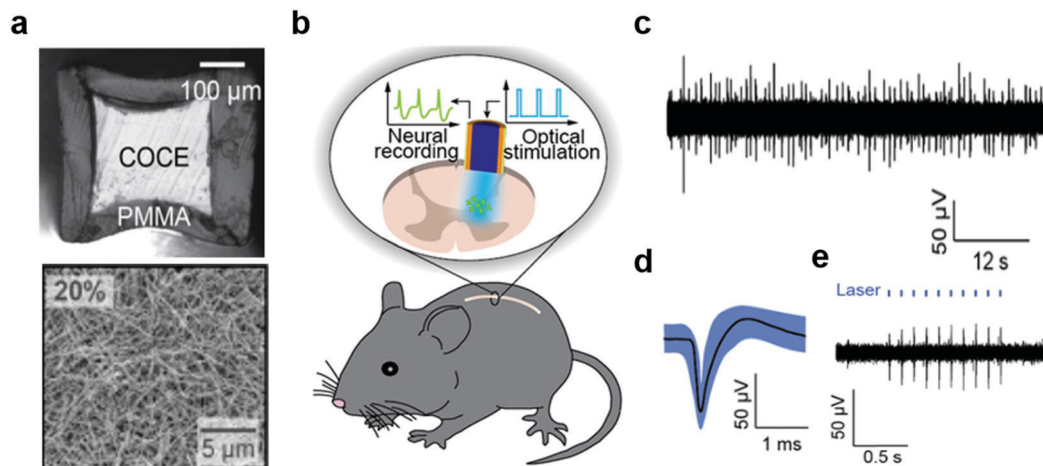 a
100 µm
COCE
PMMA
20%
5 µm
b
Neural
recording
Optical
stimulation
c
50 µV
12 s
d
50 µV
1 ms
e
Laser
50 µV
0.5 s